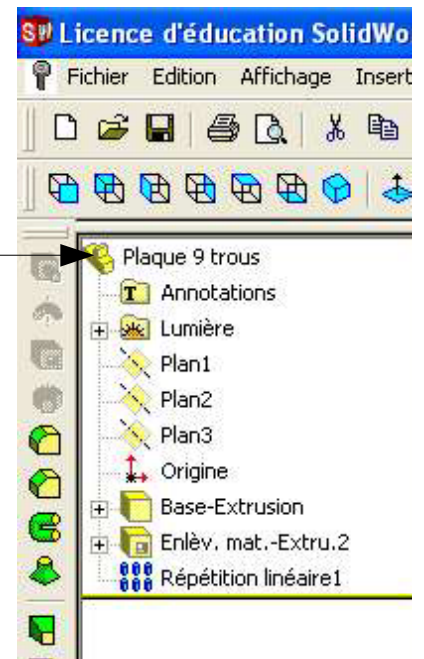 SW Licence d'éducation SolidWo
Fichier Edition Affichage Insert
Plaque 9 trous
T Annotations
Lumière
Plan1
Plan2
Plan3
Origine
Base-Extrusion
Enlèv. mat.-Extru.2
Répétition linéaire1